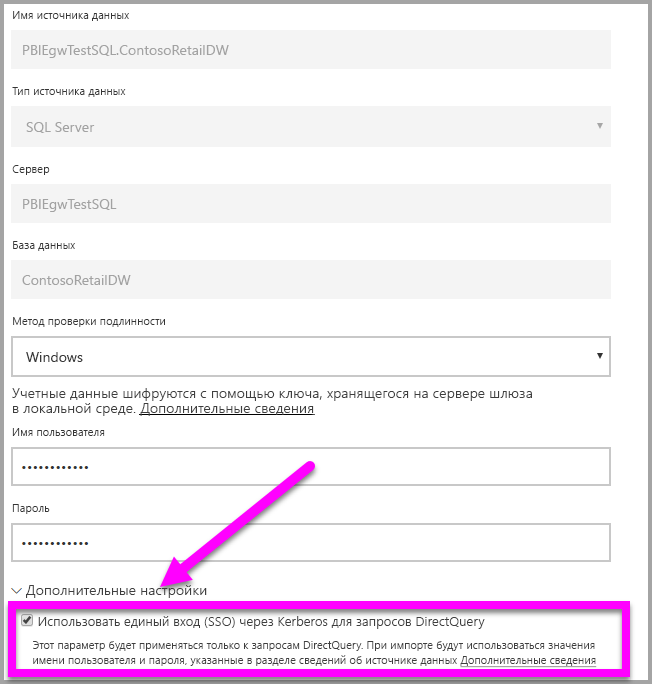 Имя источника данных
PBIEgwTestSQL.ContosoRetailDW
Тип источника данных
SQL Server
Сервер
PBIEgwTestSQL
База данных
ContosoRetailDW
Метод проверки подлинности
Windows
Учетные данные шифруются с помощью ключа, хранящегося на сервере шлюза
в локальной среде. Дополнительные сведения
Имя пользователя
••••••••••••
Пароль
••••••••••••
Дополнительные настройки
Использовать единый вход (SSO) через Kerberos для запросов DirectQuery
Этот параметр будет применяться только к запросам DirectQuery. При импорте будут использоваться значения
имени пользователя и пароля, указанные в разделе сведений об источнике данных Дополнительные сведения